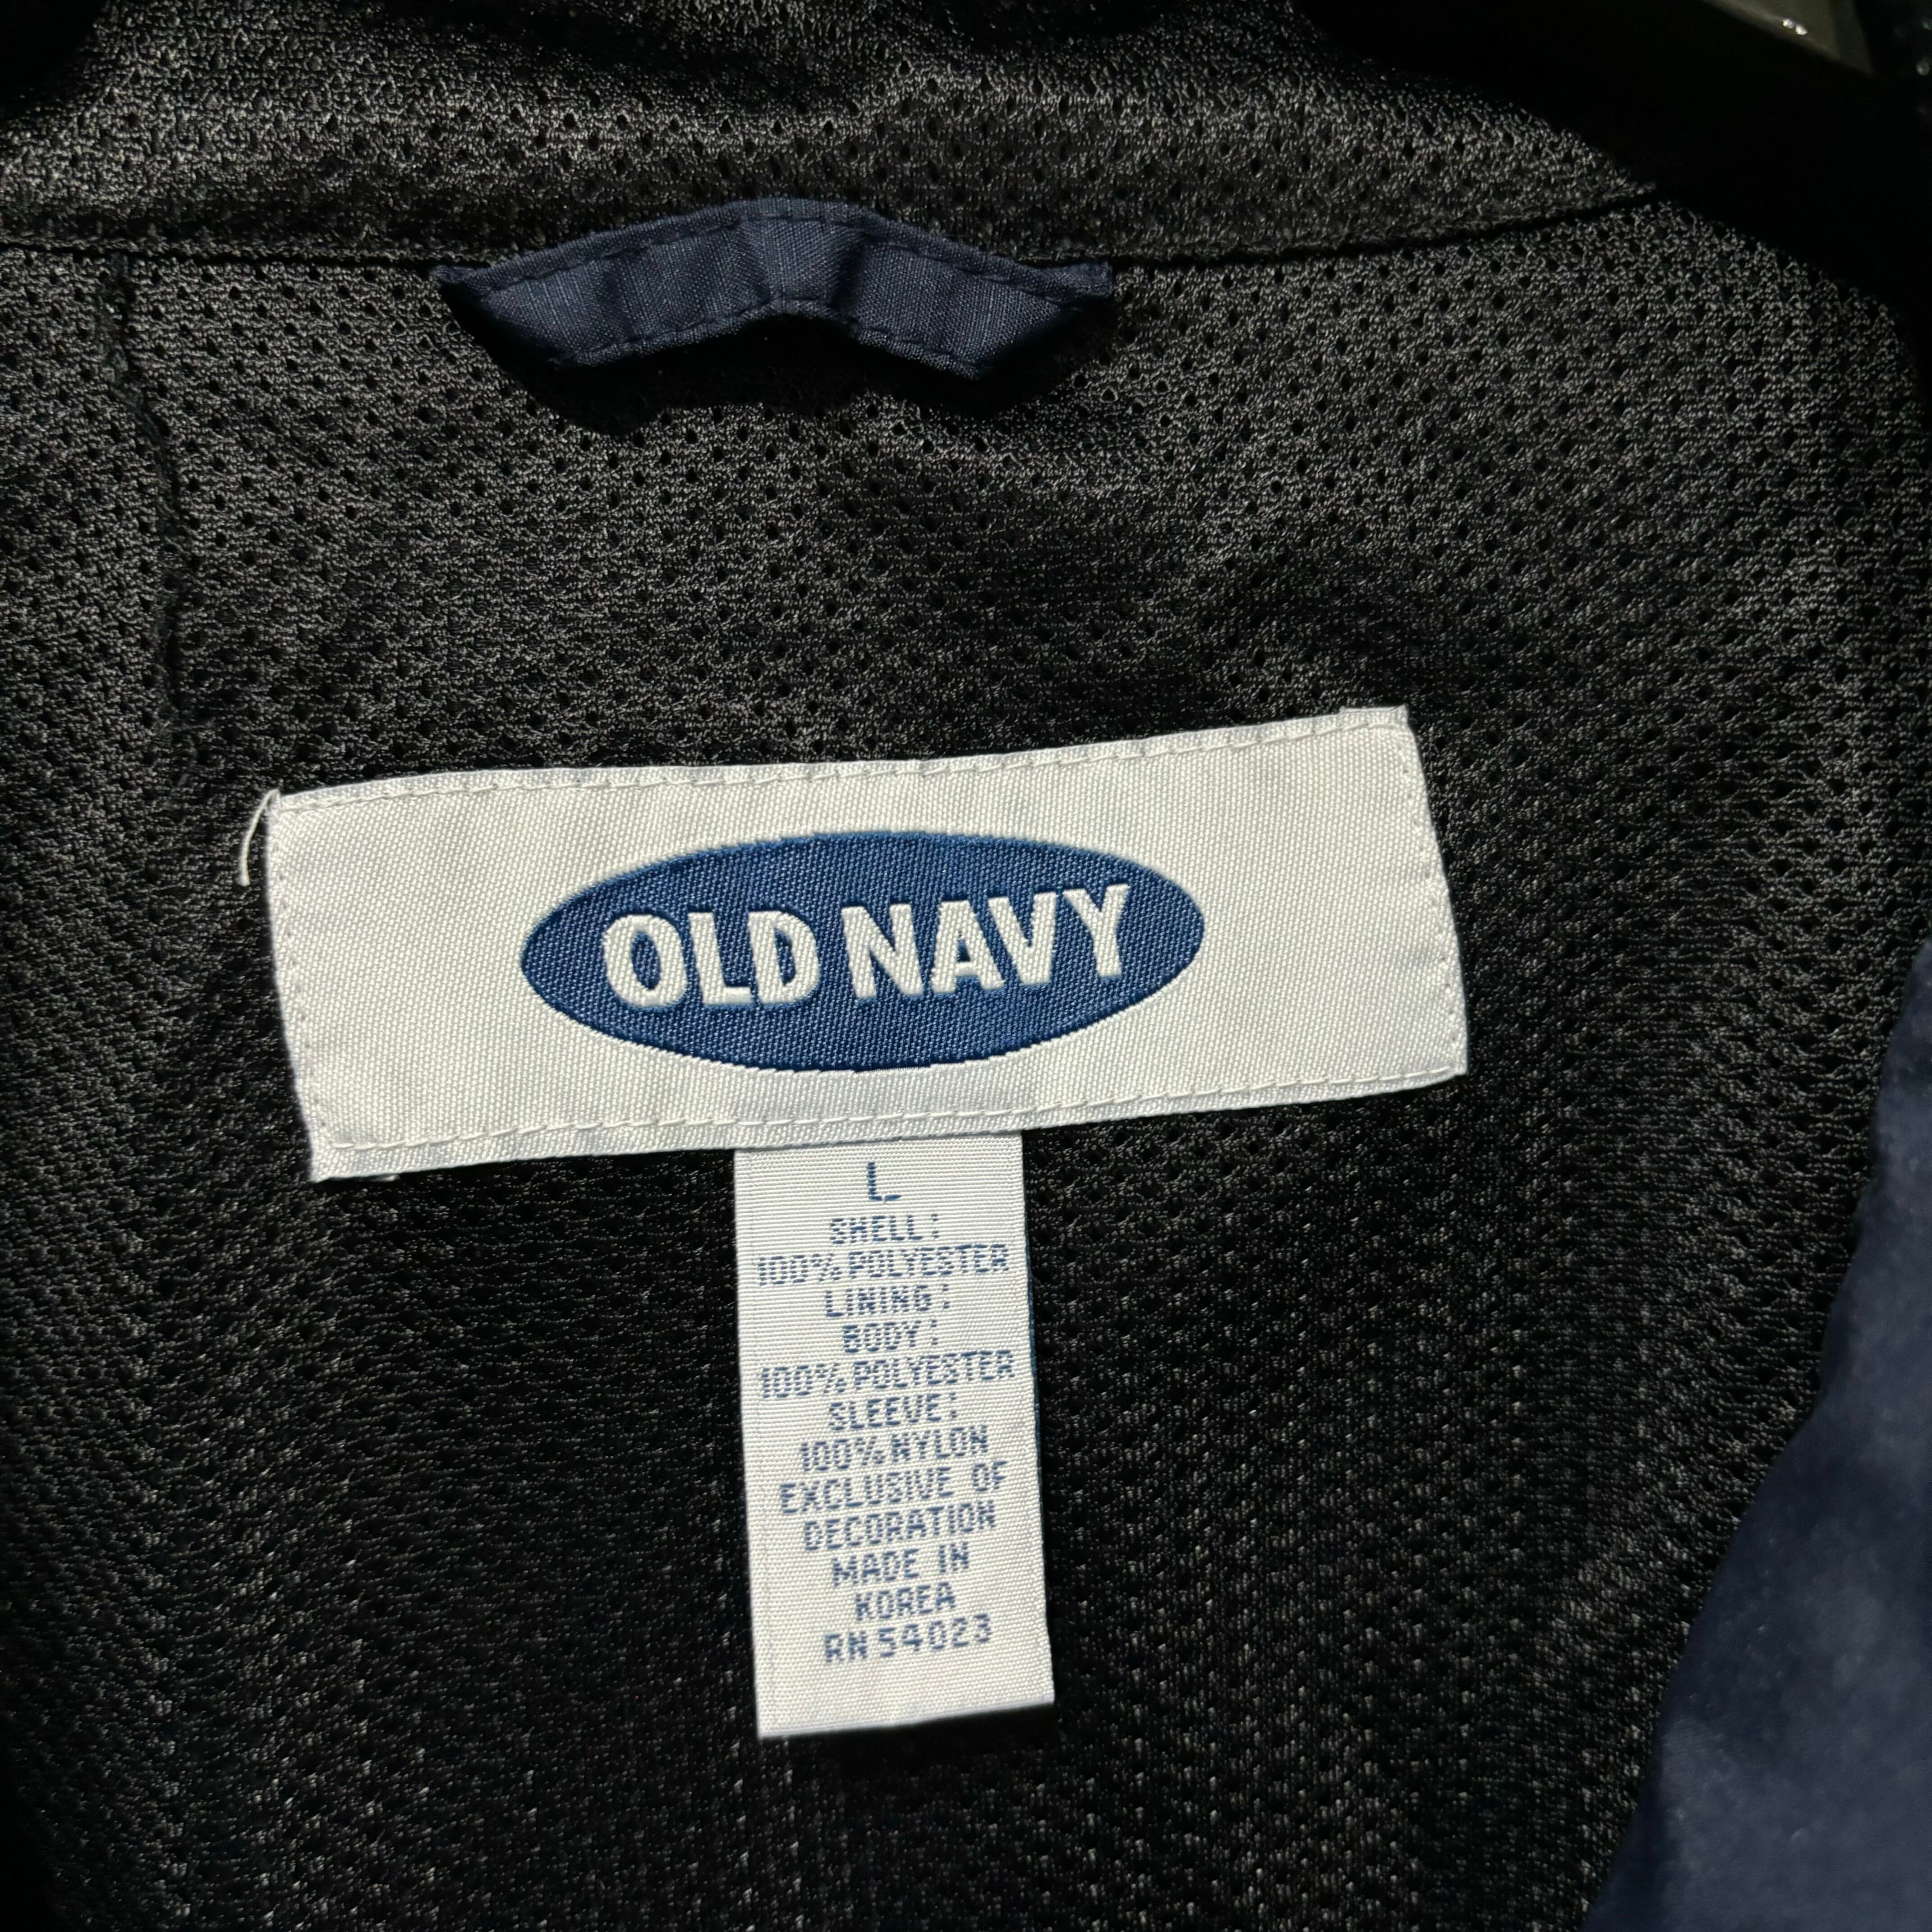 OLD NAVY
L
SHELL:
100% POLYESTER
LINING:
BODY:
100% POLYESTER
SLEEVE:
100% NYLON
EXCLUSIVE OF
DECORATION
MADE IN
KOREA
RN 54023